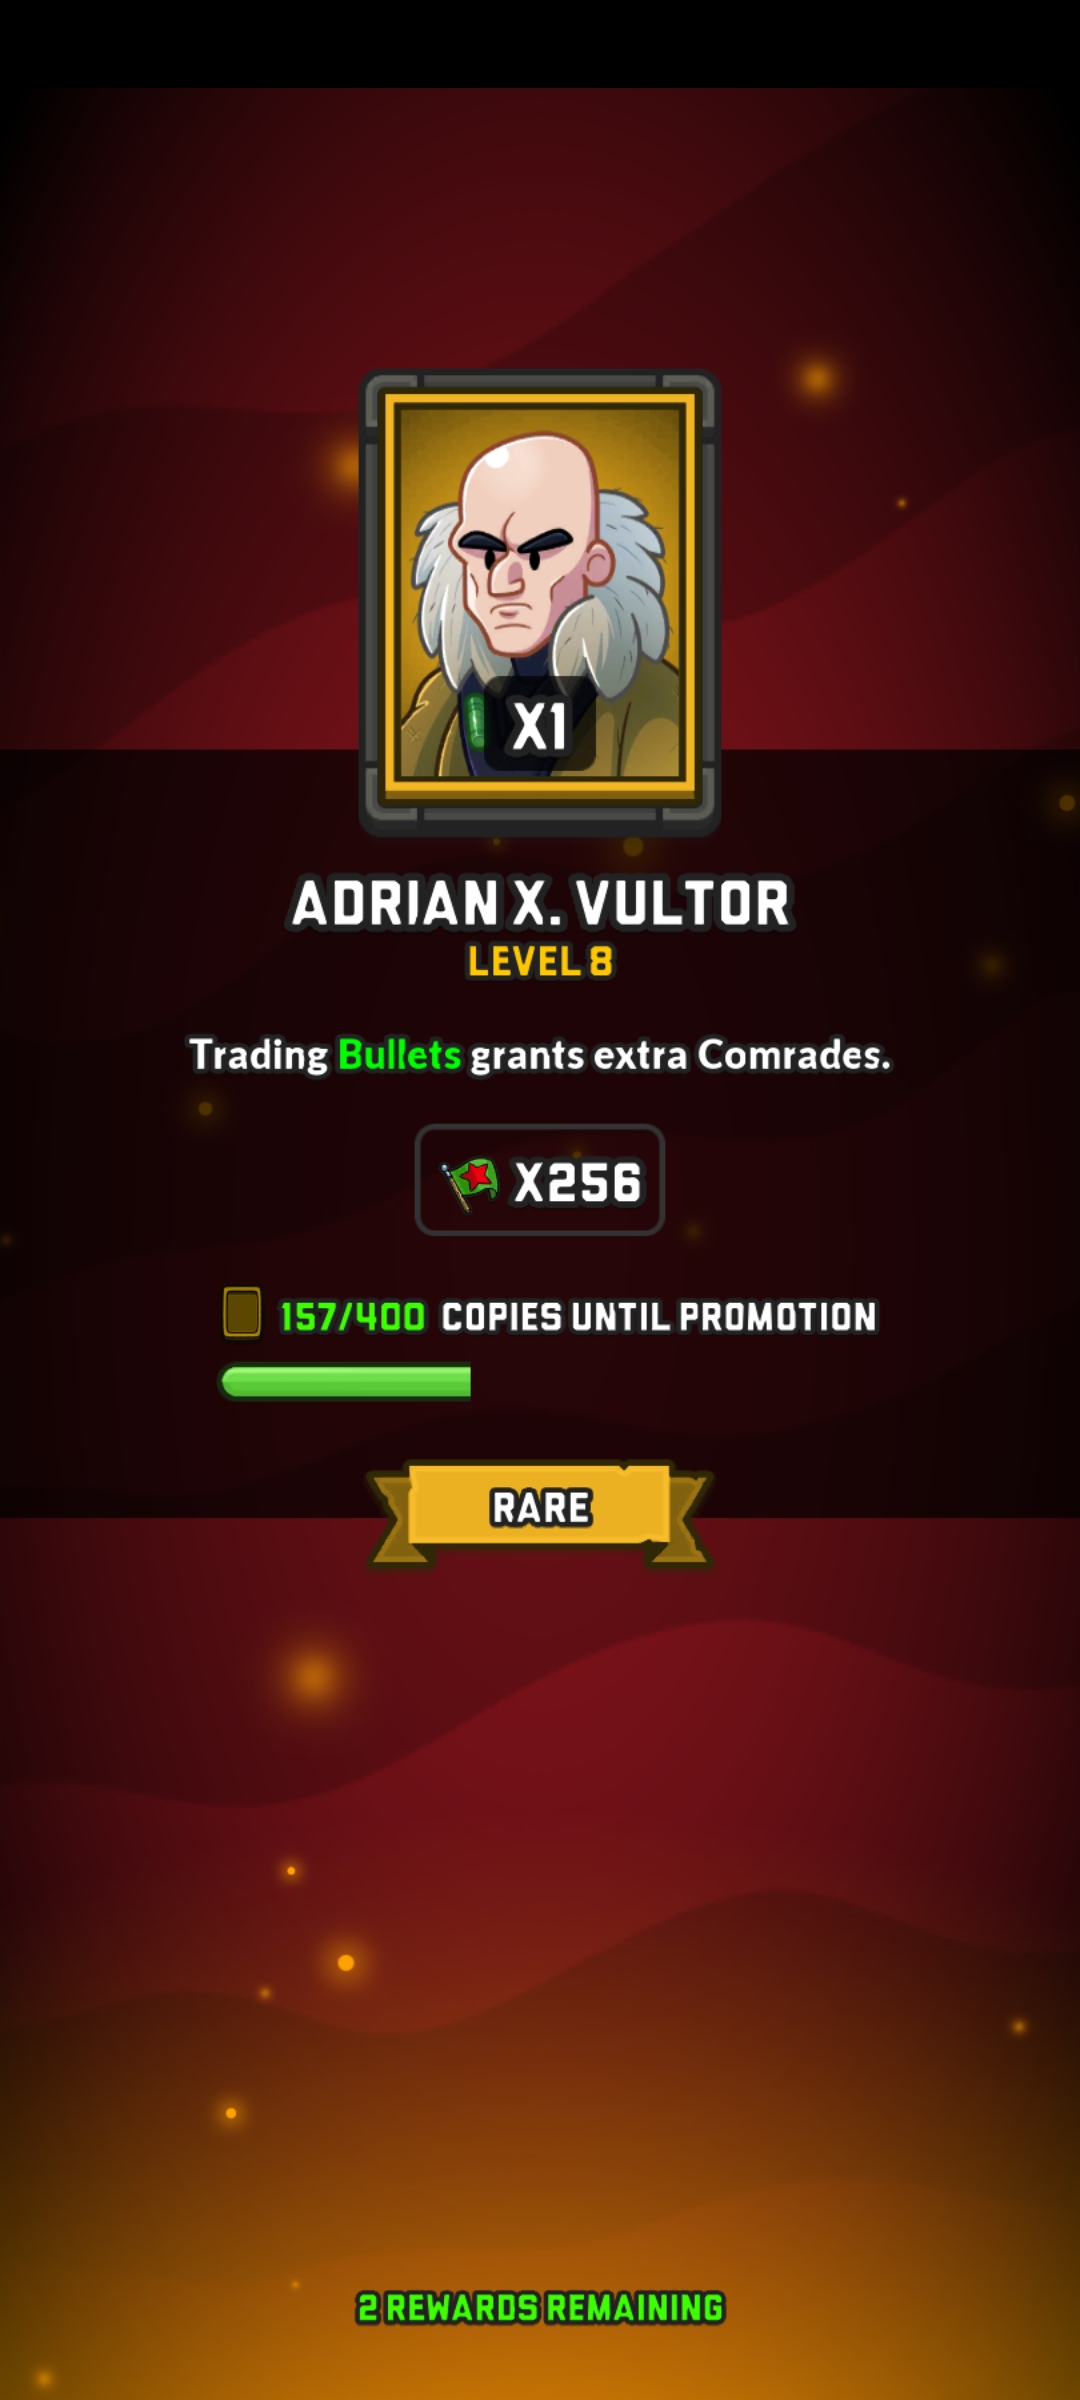 X1
ADRIAN X. VULTOR
LEVEL 8
Trading Bullets grants extra Comrades.
X256
157/400 COPIES UNTIL PROMOTION
RARE
2 REWARDS REMAINING